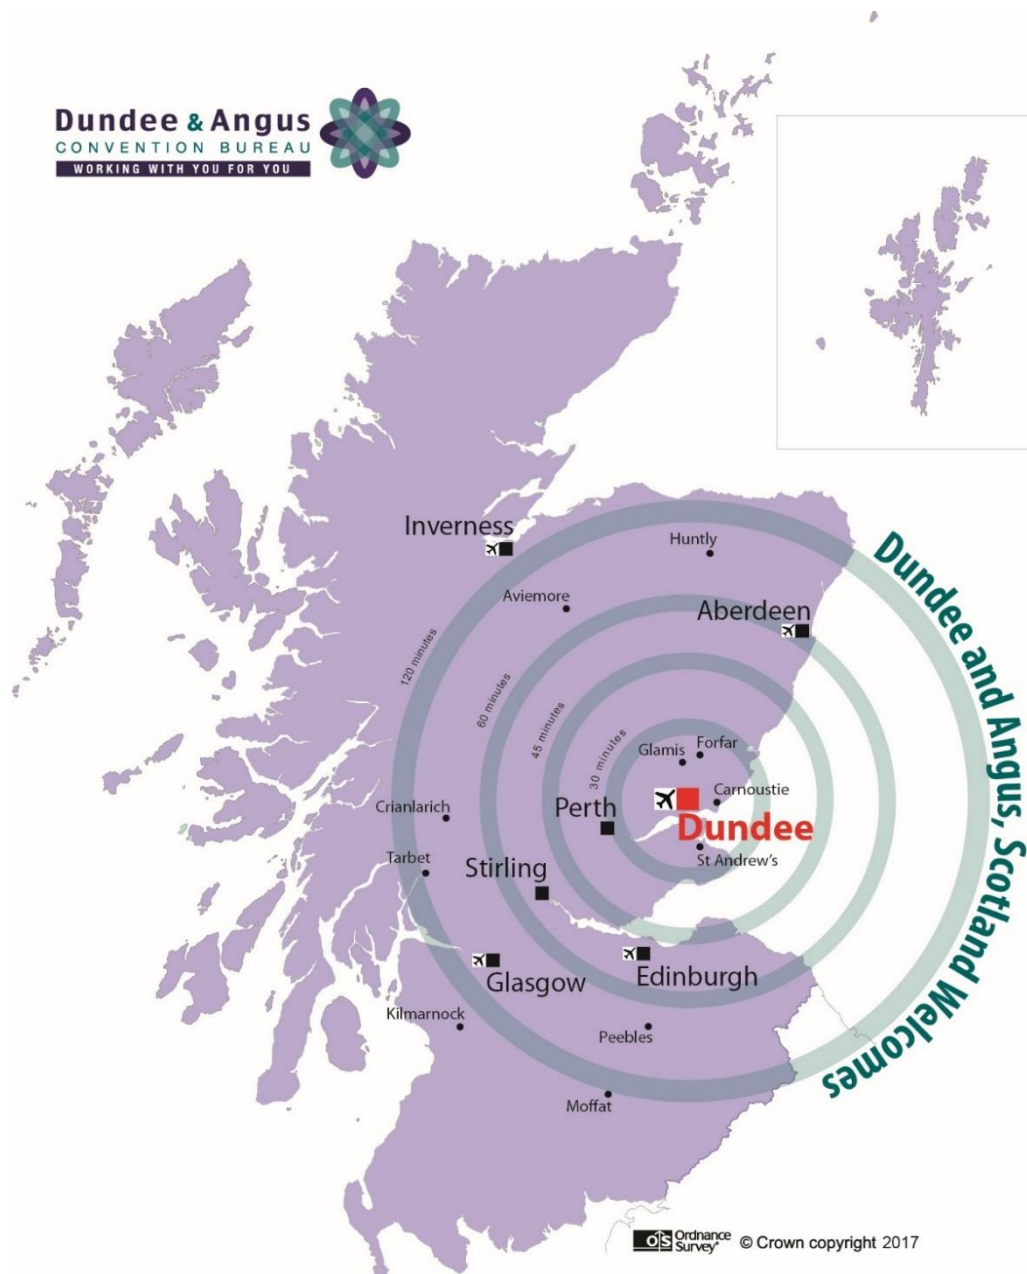 Dundee & Angus
CONVENTION BUREAU
WORKING WITH YOU FOR YOU
Inverness
Huntly
Aviemore
Aberdeen
120 minutes
60 minutes
45 minutes
30 minutes
Glamis
Forfar
Carnoustie
Crianlarich
Perth
Dundee
Tarbet
Stirling
St Andrew's
Glasgow
Edinburgh
Kilmarnock
Peebles
Moffat
Dundee and Angus, Scotland Welcomes
OS Ordnance
Survey®
© Crown copyright 2017